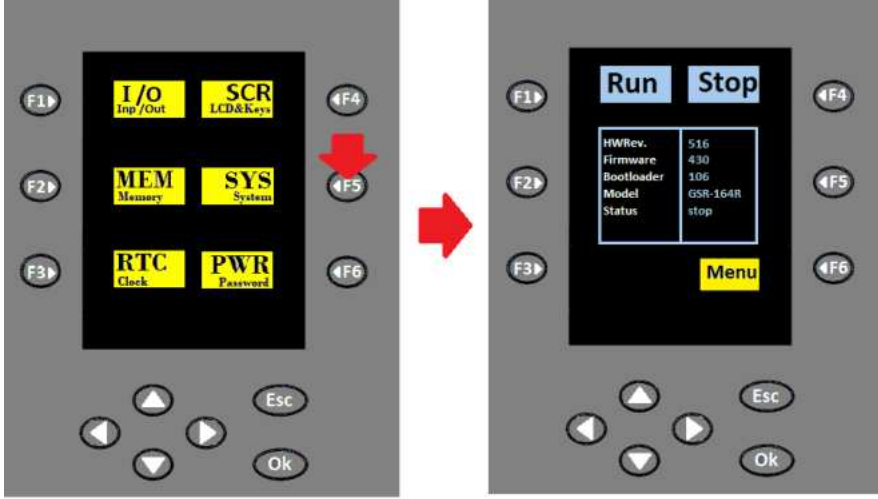 I/O SCR
Inp/Out LCD&Keys
F1 F4
MEM SYS
Memory System
F2 F5
RTC PWR
Clock Password
F3 F6
Esc
Ok
Run Stop
F1 F4
HWRev. 516
Firmware 430
Bootloader 106
Model GSR-164R
Status stop
F2 F5
Menu
F3 F6
Esc
Ok